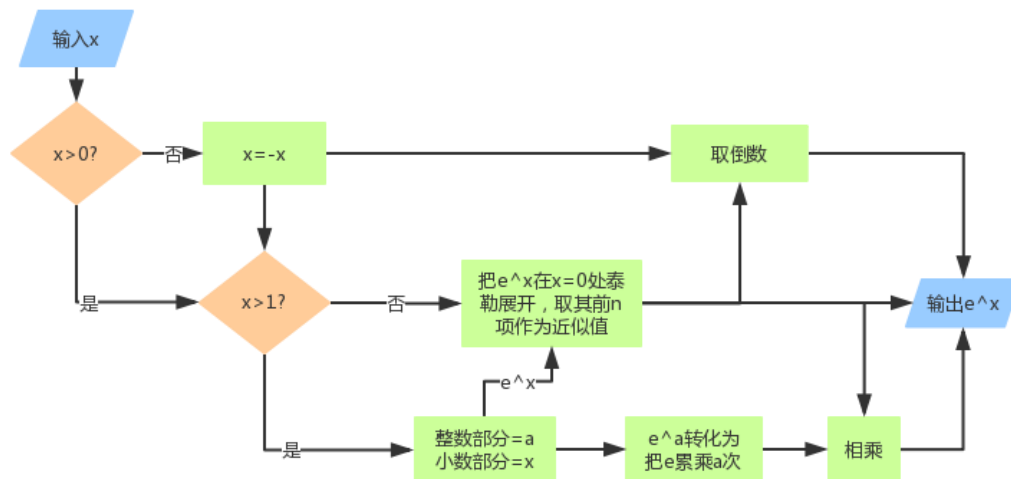 输入x
x>0?
否
x=-x
取倒数
是
x>1?
否
把e^x在x=0处泰
勒展开，取其前n
项作为近似值
输出e^x
e^x
是
整数部分=a
小数部分=x
e^a转化为
把e累乘a次
相乘